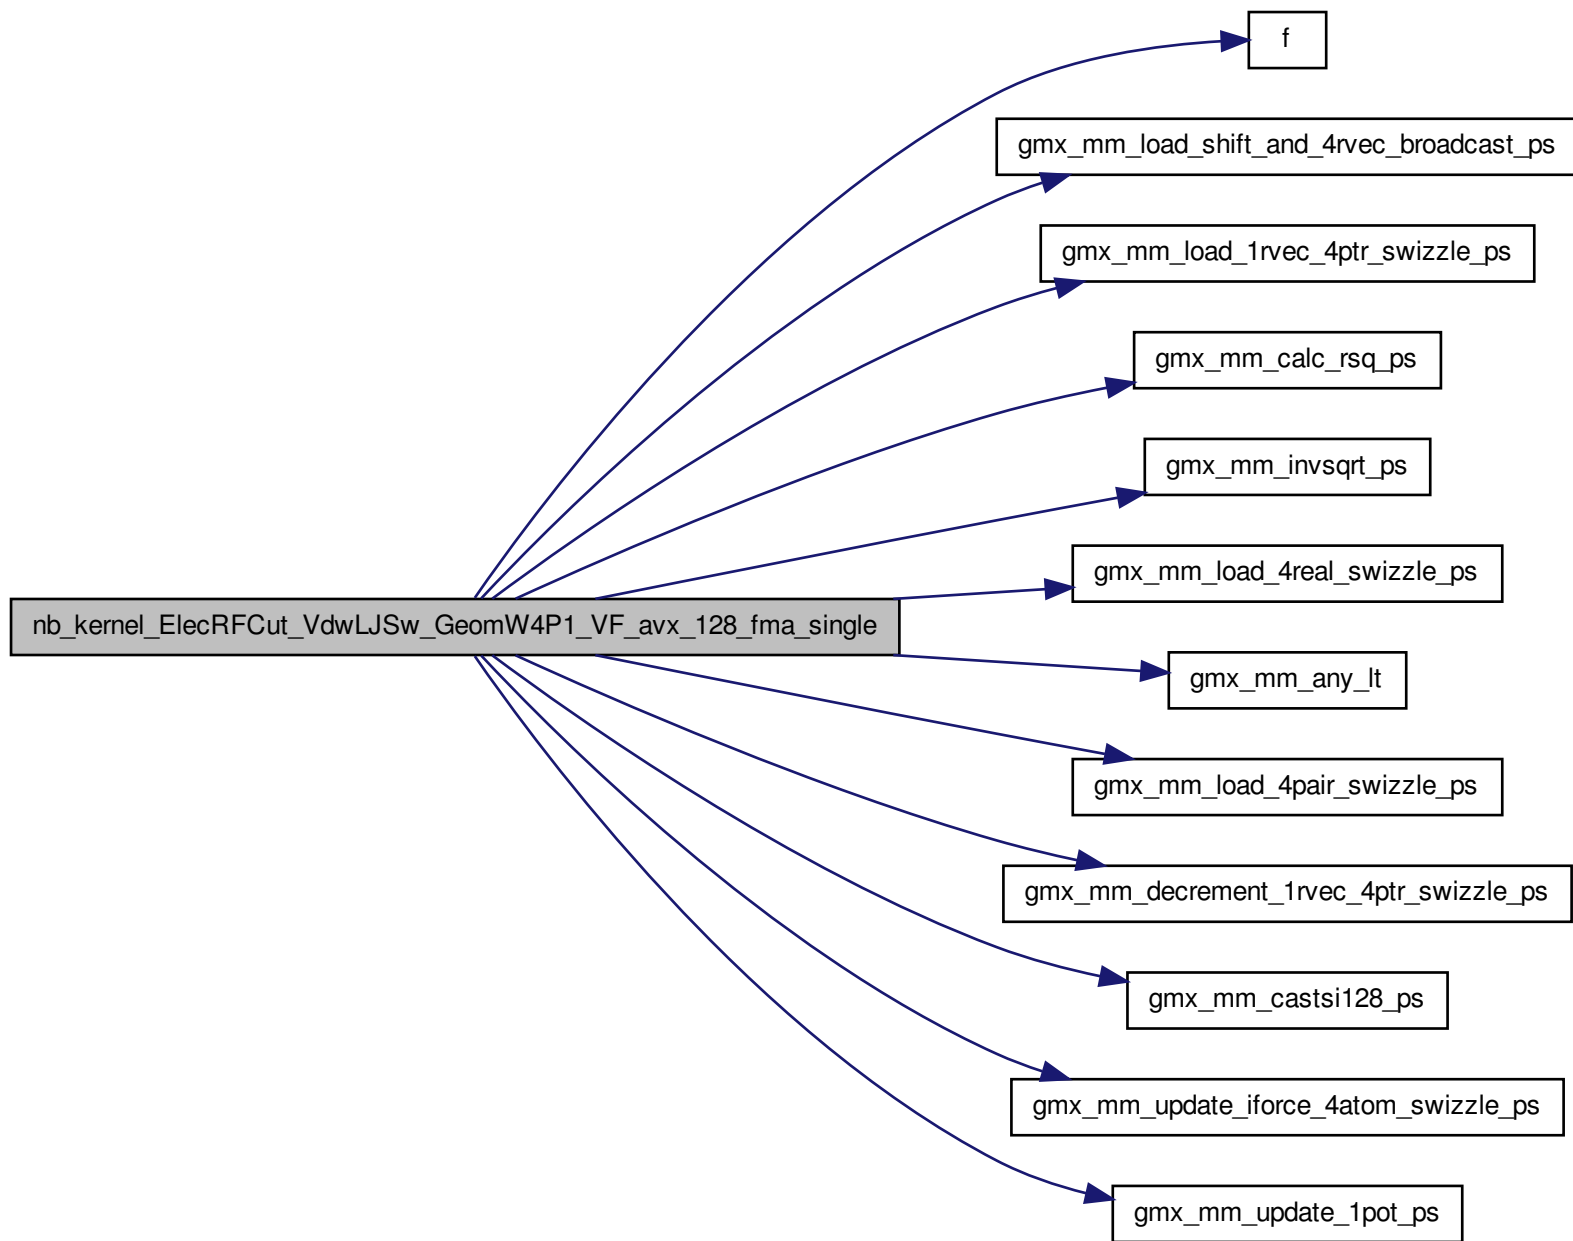 f
gmx_mm_load_shift_and_4rvec_broadcast_ps
gmx_mm_load_1rvec_4ptr_swizzle_ps
gmx_mm_calc_rsq_ps
gmx_mm_invsqrt_ps
gmx_mm_load_4real_swizzle_ps
nb_kernel_ElecRFCut_VdwLJSw_GeomW4P1_VF_avx_128_fma_single
gmx_mm_any_lt
gmx_mm_load_4pair_swizzle_ps
gmx_mm_decrement_1rvec_4ptr_swizzle_ps
gmx_mm_castsi128_ps
gmx_mm_update_iforce_4atom_swizzle_ps
gmx_mm_update_1pot_ps